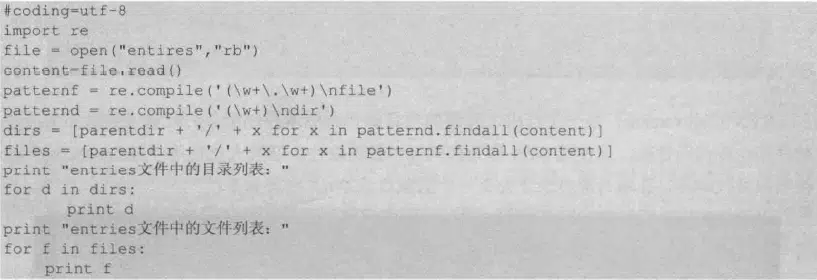 #coding=utf-8
import re
file = open("entires","rb")
content=file.read()
patternf = re.compile('(\w+\.\w+)\nfile')
patternd = re.compile('(\w+)\ndir')
dirs = [parentdir + '/' + x for x in patternd.findall(content)]
files = [parentdir + '/' + x for x in patternf.findall(content)]
print "entries文件中的目录列表："
for d in dirs:
      print d
print "entries文件中的文件列表："
for f in files:
    print f